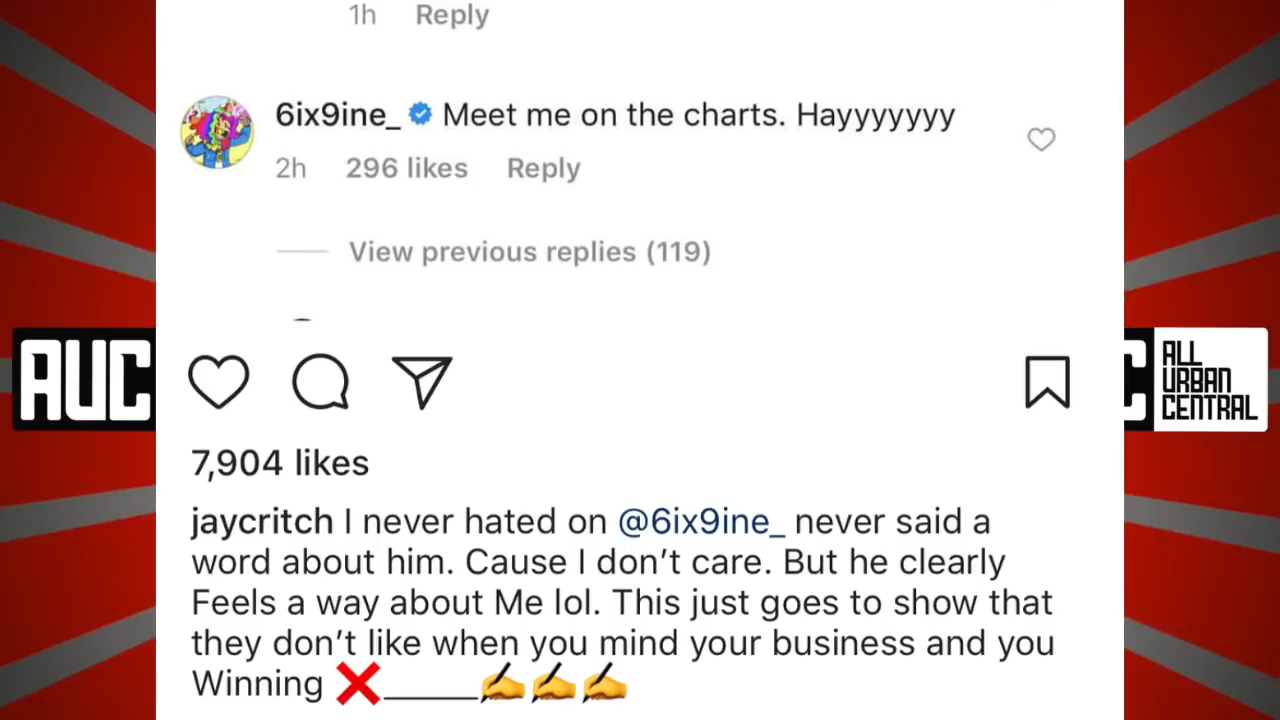 1h Reply
6ix9ine_ Meet me on the charts. Hayyyyyyy
2h 296 likes Reply
View previous replies (119)
AUC
C ALL
URBAN
CENTRAL
7,904 likes
jaycritch I never hated on @6ix9ine_ never said a
word about him. Cause I don’t care. But he clearly
Feels a way about Me lol. This just goes to show that
they don’t like when you mind your business and you
Winning ❌_____✍️✍️✍️